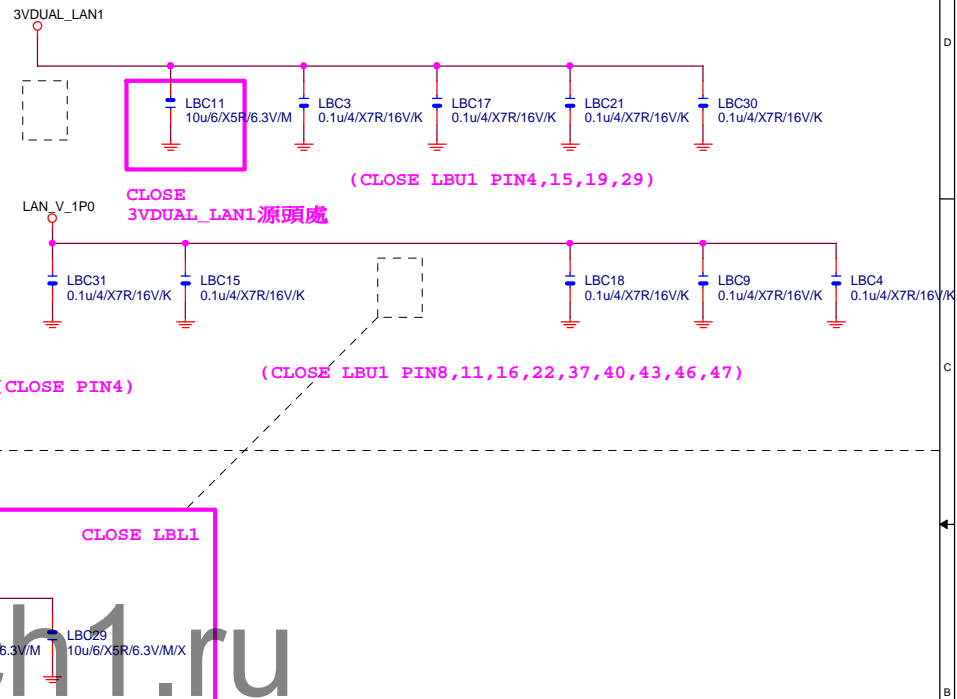 3VDUAL_LAN1
D
LBC11
10u/6/X5R/6.3V/M
LBC3
0.1u/4/X7R/16V/K
LBC17
0.1u/4/X7R/16V/K
LBC21
0.1u/4/X7R/16V/K
LBC30
0.1u/4/X7R/16V/K
(CLOSE LBU1 PIN4,15,19,29)
CLOSE
3VDUAL_LAN1源頭處
LAN_V_1P0
LBC31
0.1u/4/X7R/16V/K
LBC15
0.1u/4/X7R/16V/K
LBC18
0.1u/4/X7R/16V/K
LBC9
0.1u/4/X7R/16V/K
LBC4
0.1u/4/X7R/16V/K
(CLOSE LBU1 PIN8,11,16,22,37,40,43,46,47)
C
(CLOSE PIN4)
CLOSE LBL1
LBC29
6.3V/M
10u/6/X5R/6.3V/M/X
ch1.ru
B